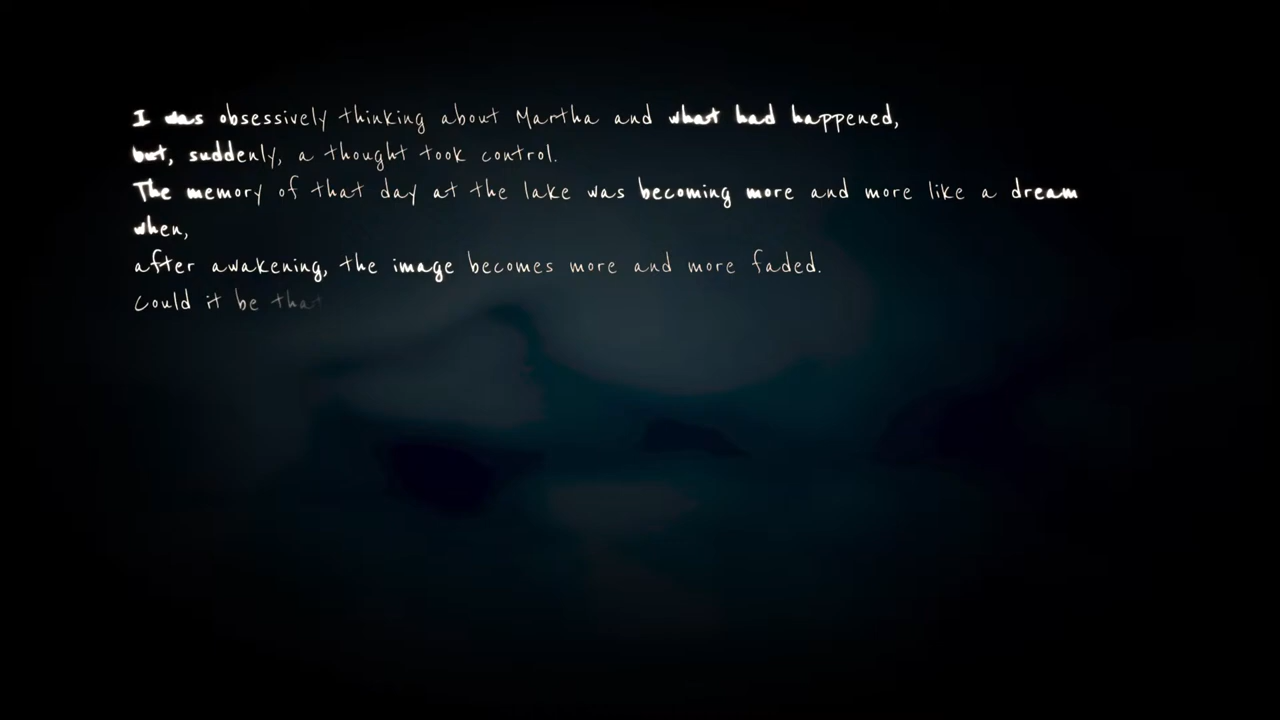 I was obsessively thinking about Martha and what had happened,
but, suddenly, a thought took control.
The memory of that day at the lake was becoming more and more like a dream
when,
after awakening, the image becomes more and more faded.
Could it be that